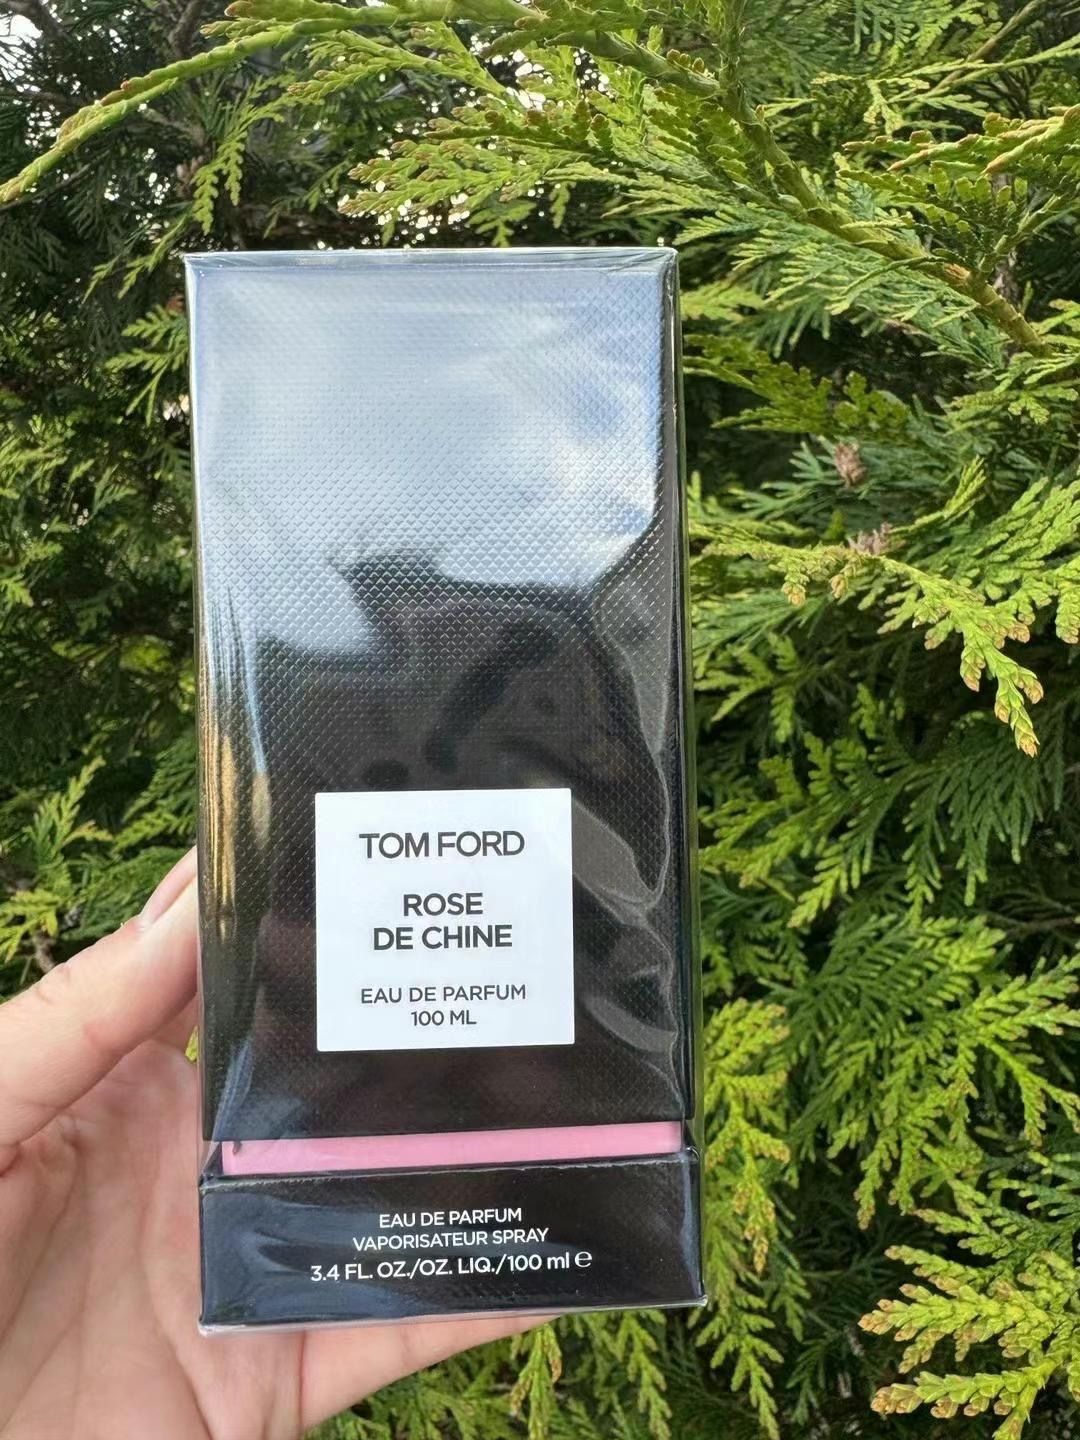 TOM FORD
ROSE
DE CHINE
EAU DE PARFUM
100 ML
EAU DE PARFUM
VAPORISATEUR SPRAY
3.4 FL. OZ./OZ. LIQ./100 ml ℮